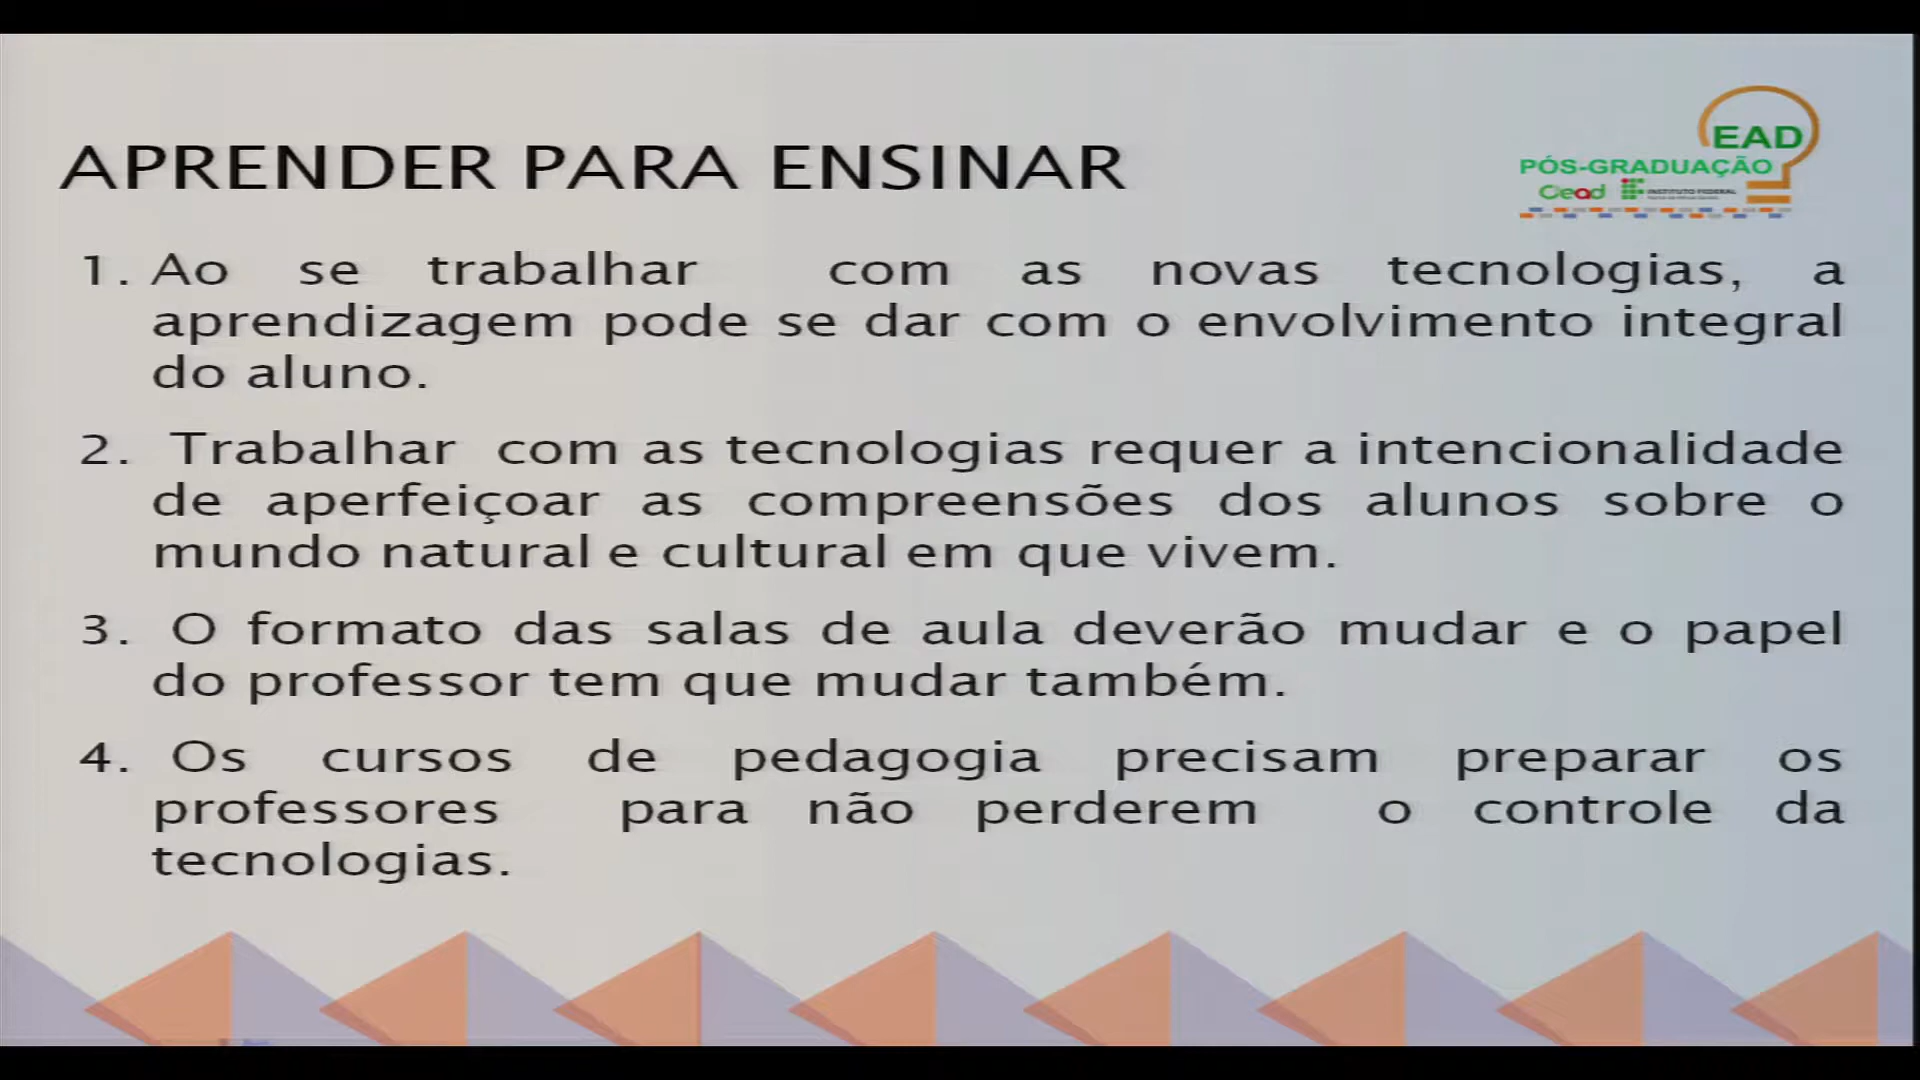 APRENDER PARA ENSINAR
EAD
PÓS-GRADUAÇÃO
Cead INSTITUTO FEDERAL
1. Ao se trabalhar com as novas tecnologias, a
aprendizagem pode se dar com o envolvimento integral
do aluno.
2. Trabalhar com as tecnologias requer a intencionalidade
de aperfeiçoar as compreensões dos alunos sobre o
mundo natural e cultural em que vivem.
3. O formato das salas de aula deverão mudar e o papel
do professor tem que mudar também.
4. Os cursos de pedagogia precisam preparar os
professores para não perderem o controle da
tecnologias.